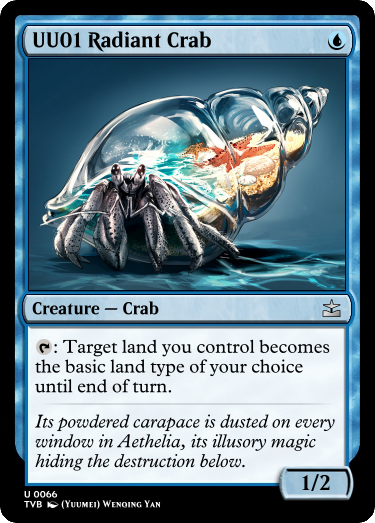 UU01 Radiant Crab
Creature — Crab
: Target land you control becomes
the basic land type of your choice
until end of turn.
Its powdered carapace is dusted on every
window in Aethelia, its illusory magic
hiding the destruction below.
1/2
U 0066
TVB (Yuumei) Wenqing Yan